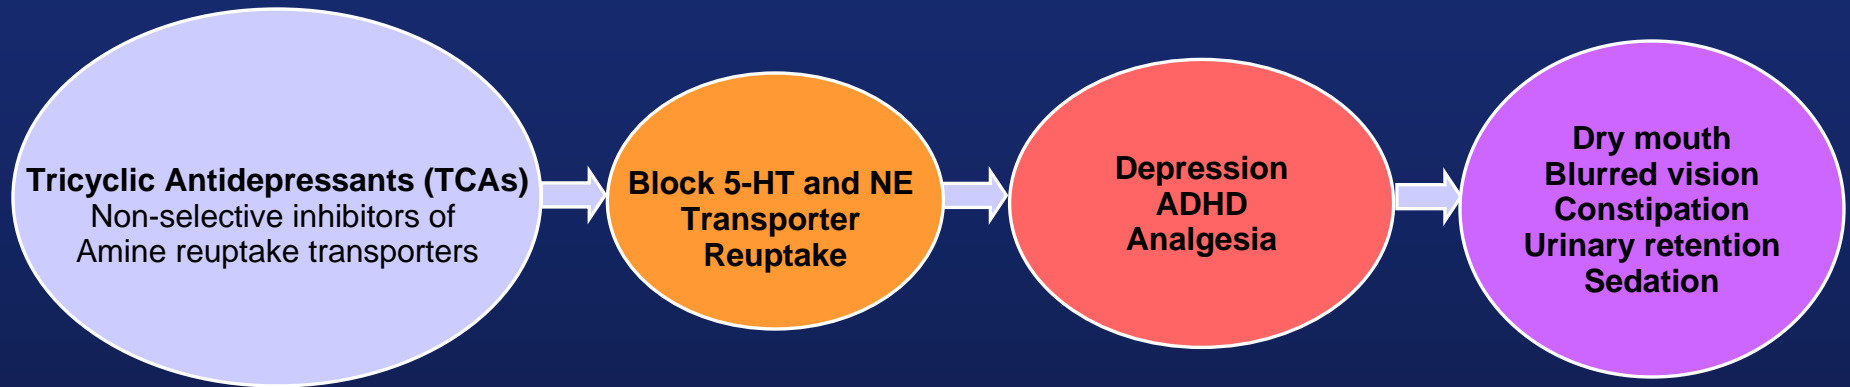 Tricyclic Antidepressants (TCAs)
Non-selective inhibitors of
Amine reuptake transporters
Block 5-HT and NE
Transporter
Reuptake
Depression
ADHD
Analgesia
Dry mouth
Blurred vision
Constipation
Urinary retention
Sedation